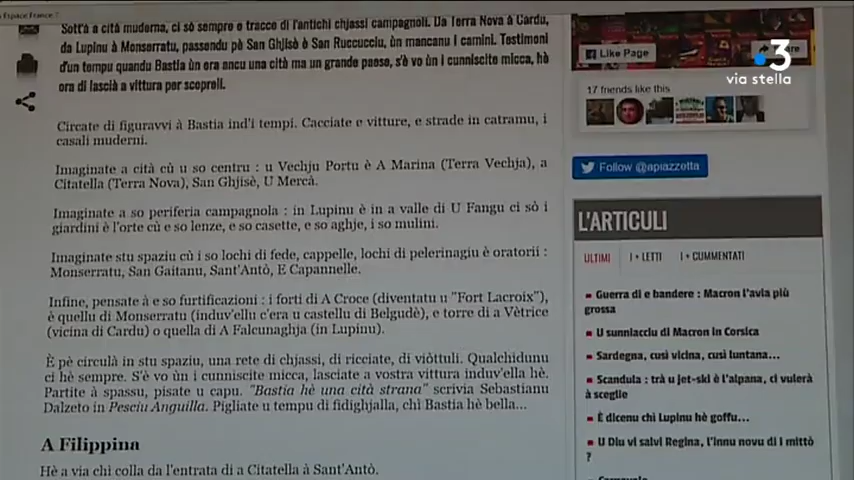 Espace France
Sott'à cità muderna, ci sò sempre e tracce di l'antichi chjassi campagnoli. Da Terra Nova à Cardu,
da Lupinu à Monserratu, passendu pè San Ghjisè ò San Ruccucciu, ùn mancanu i camini. Testimoni
d'un tempu quandu Bastia ùn era ancu una cità ma un grande paese, s'è vo ùn i cunniscite micca, hè
ora di lascià a vittura per scopreli.
Circate di figuravvi à Bastia ind'i tempi. Cacciate e vitture, e strade in catramu, i
casali muderni.
Imaginate a cità cù u so centru : u Vechju Portu è A Marina (Terra Vechja), a
Citatella (Terra Nova), San Ghjisè, U Mercà.
Imaginate a so periferia campagnola : in Lupinu è in a valle di U Fangu ci sò i
giardini è l'orte cù e so lenze, e so casette, e so aghje, i so mulini.
Imaginate stu spaziu cù i so lochi di fede, cappelle, lochi di pelerinagiu è oratorii :
Monserratu, San Gaitanu, Sant'Antò, E Capannelle.
Infine, pensate à e so furtificazioni : i forti di A Croce (diventatu u "Fort Lacroix"),
è quellu di Monserratu (induv'ellu c'era u castellu di Belgudè), e torre di a Vètrice
(vicina di Cardu) o quella di A Falcunaghja (in Lupinu).
È pè circulà in stu spaziu, una rete di chjassi, di ricciate, di viòttuli. Qualchidunu
ci hè sempre. S'è vo ùn i cunniscite micca, lasciate a vostra vittura induv'ella hè.
Partite à spassu, pisate u capu. "Bastia hè una cità strana" scrivia Sebastianu
Dalzeto in Pesciu Anguilla. Pigliate u tempu di fidighjalla, chì Bastia hè bella...
A Filippina
Hè a via chì colla da l'entrata di a Citatella à Sant'Antò.
Like Page
3
via stella
17 friends like this
Follow @apiazzetta
L'ARTICULI
ULTIMI I + LETTI I + CUMMENTATI
Guerra di e bandere : Macron l'avia più
grossa
U sunniacciu di Macron in Corsica
Sardegna, cusì vicina, cusì luntana...
Scandula : trà u jet-ski è l'alpana, ci vulerà
à sceglie
È dicenu chì Lupinu hè goffu...
U Diu vi salvi Regina, l'innu novu di i mittò
?